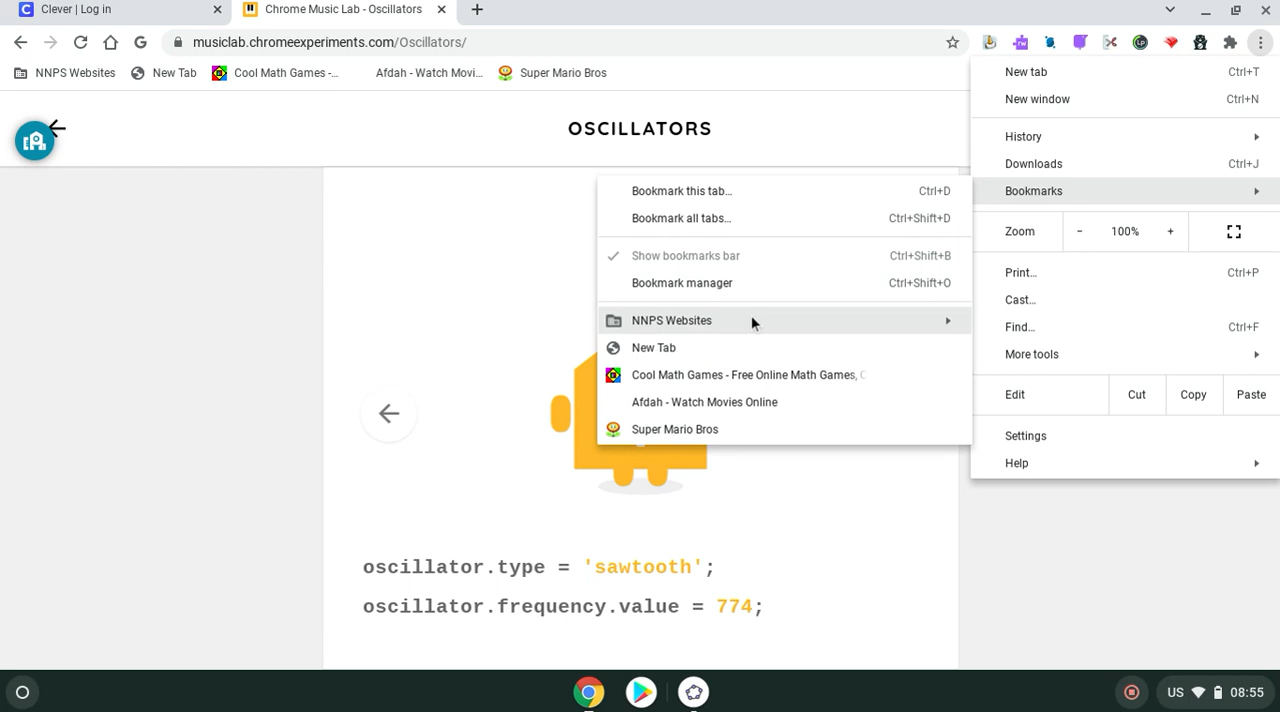 Clever | Log in
Chrome Music Lab - Oscillators
musiclab.chromeexperiments.com/Oscillators/
NNPS Websites
New Tab
Cool Math Games -...
Afdah - Watch Movi...
Super Mario Bros
OSCILLATORS
New tab Ctrl+T
New window Ctrl+N
History
Downloads Ctrl+J
Bookmarks
Zoom - 100% +
Print... Ctrl+P
Cast...
Find... Ctrl+F
More tools
Edit Cut Copy Paste
Settings
Help
Bookmark this tab... Ctrl+D
Bookmark all tabs... Ctrl+Shift+D
Show bookmarks bar Ctrl+Shift+B
Bookmark manager Ctrl+Shift+O
NNPS Websites
New Tab
Cool Math Games - Free Online Math Games, C
Afdah - Watch Movies Online
Super Mario Bros
oscillator.type = 'sawtooth';
oscillator.frequency.value = 774;
US 08:55